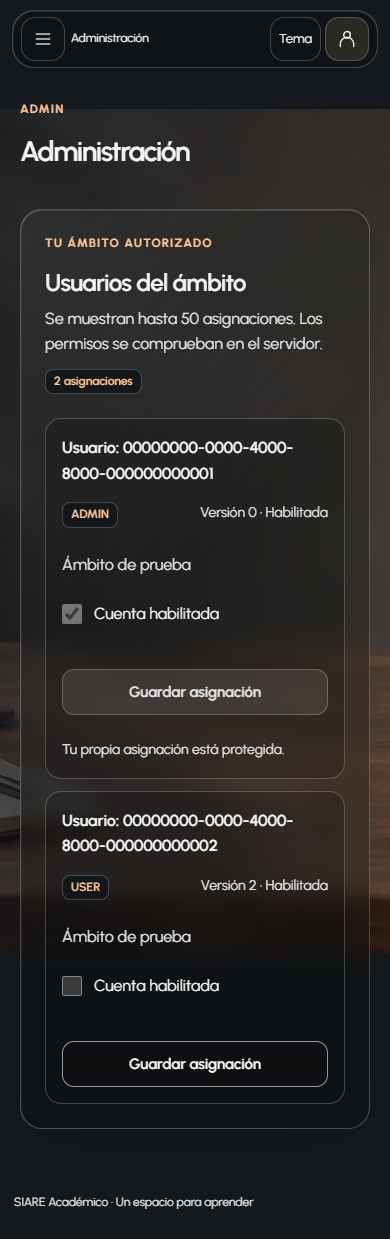 Administración
Tema
ADMIN
Administración
TU ÁMBITO AUTORIZADO
Usuarios del ámbito
Se muestran hasta 50 asignaciones. Los
permisos se comprueban en el servidor.
2 asignaciones
Usuario: 00000000-0000-4000-
8000-000000000001
ADMIN
Versión 0 · Habilitada
Ámbito de prueba
Cuenta habilitada
Guardar asignación
Tu propia asignación está protegida.
Usuario: 00000000-0000-4000-
8000-000000000002
USER
Versión 2 · Habilitada
Ámbito de prueba
Cuenta habilitada
Guardar asignación
SIARE Académico · Un espacio para aprender